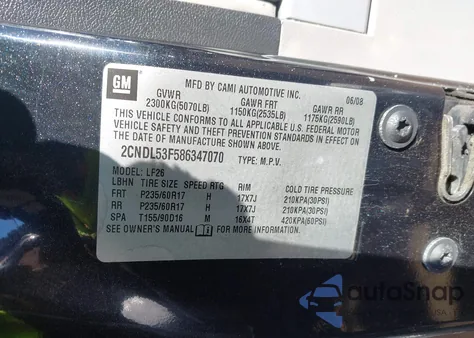 GM
MFD BY CAMI AUTOMOTIVE INC. 06/08
GVWR GAWR FRT GAWR RR
2300KG(5070LB) 1150KG(2535LB) 1175KG(2590LB)
THIS VEHICLE CONFORMS TO ALL APPLICABLE U.S. FEDERAL MOTOR
VEHICLE SAFETY AND THEFT PREVENTION STANDARDS IN EFFECT ON
THE DATE OF MANUFACTURE SHOWN ABOVE.
2CNDL53F586347070 TYPE: M.P.V.
MODEL: LP26
LBHN TIRE SIZE SPEED RTG RIM COLD TIRE PRESSURE
FRT P235/60R17 H 17X7J 210KPA(30PSI)
RR P235/60R17 H 17X7J 210KPA(30PSI)
SPA T155/90D16 M 16X4T 420KPA(60PSI)
SEE OWNER'S MANUAL FOR MORE INFORMATION.
autoSnap